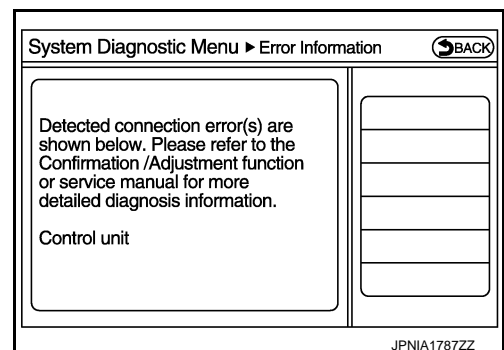 System Diagnostic Menu ► Error Information
BACK
Detected connection error(s) are
shown below. Please refer to the
Confirmation /Adjustment function
or service manual for more
detailed diagnosis information.
Control unit
JPNIA1787ZZ